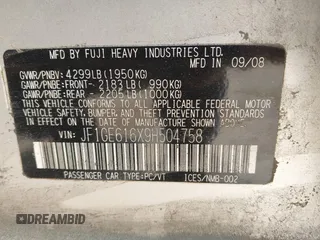 MFD BY FUJI HEAVY INDUSTRIES LTD.
GVWR/PNBV: 4299LB(1950KG) IN 09/08
GAWR/PNBE: FRONT- 2183LB( 990KG)
GAWR/PNBE: REAR - 2205LB(1000KG)
THIS VEHICLE CONFORMS TO ALL APPLICABLE
FEDERAL MOTOR VEHICLE SAFETY, BUMPER, AND THEFT
PREVENTION STANDARDS IN EFFECT ON THE DATE OF
MANUFACTURE SHOWN ABOVE.
VIN: JF1GE616X9H504758
PASSENGER CAR TYPE:PC/VT ICES/NMB-002
DREAMBID